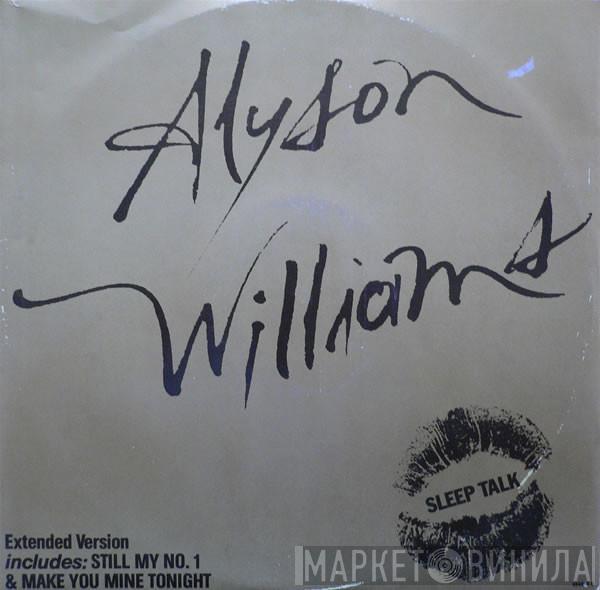 Alyson
Williams
SLEEP TALK
Extended Version
includes: STILL MY NO. 1
& MAKE YOU MINE TONIGHT
МАРКЕТ ВИНИЛА